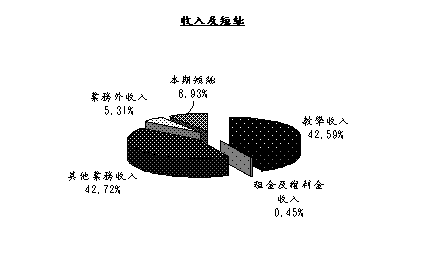 收入及短絀
本期短絀
8.93%
業務外收入
5.31%
教學收入
42.59%
其他業務收入
42.72%
租金及權利金
收入
0.45%